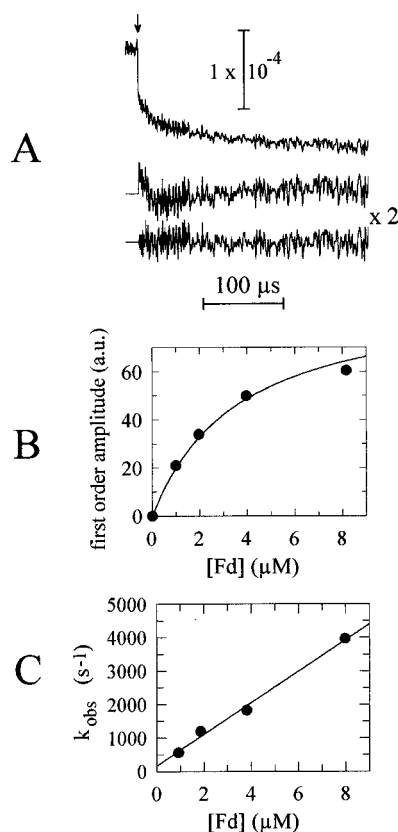 A
1 x 10⁻⁴
x 2
100 μs
B
first order amplitude (a.u.)
60
40
20
0
0 2 4 6 8
[Fd] (μM)
C
k_obs (s⁻¹)
5000
4000
3000
2000
1000
0
0 2 4 6 8
[Fd] (μM)